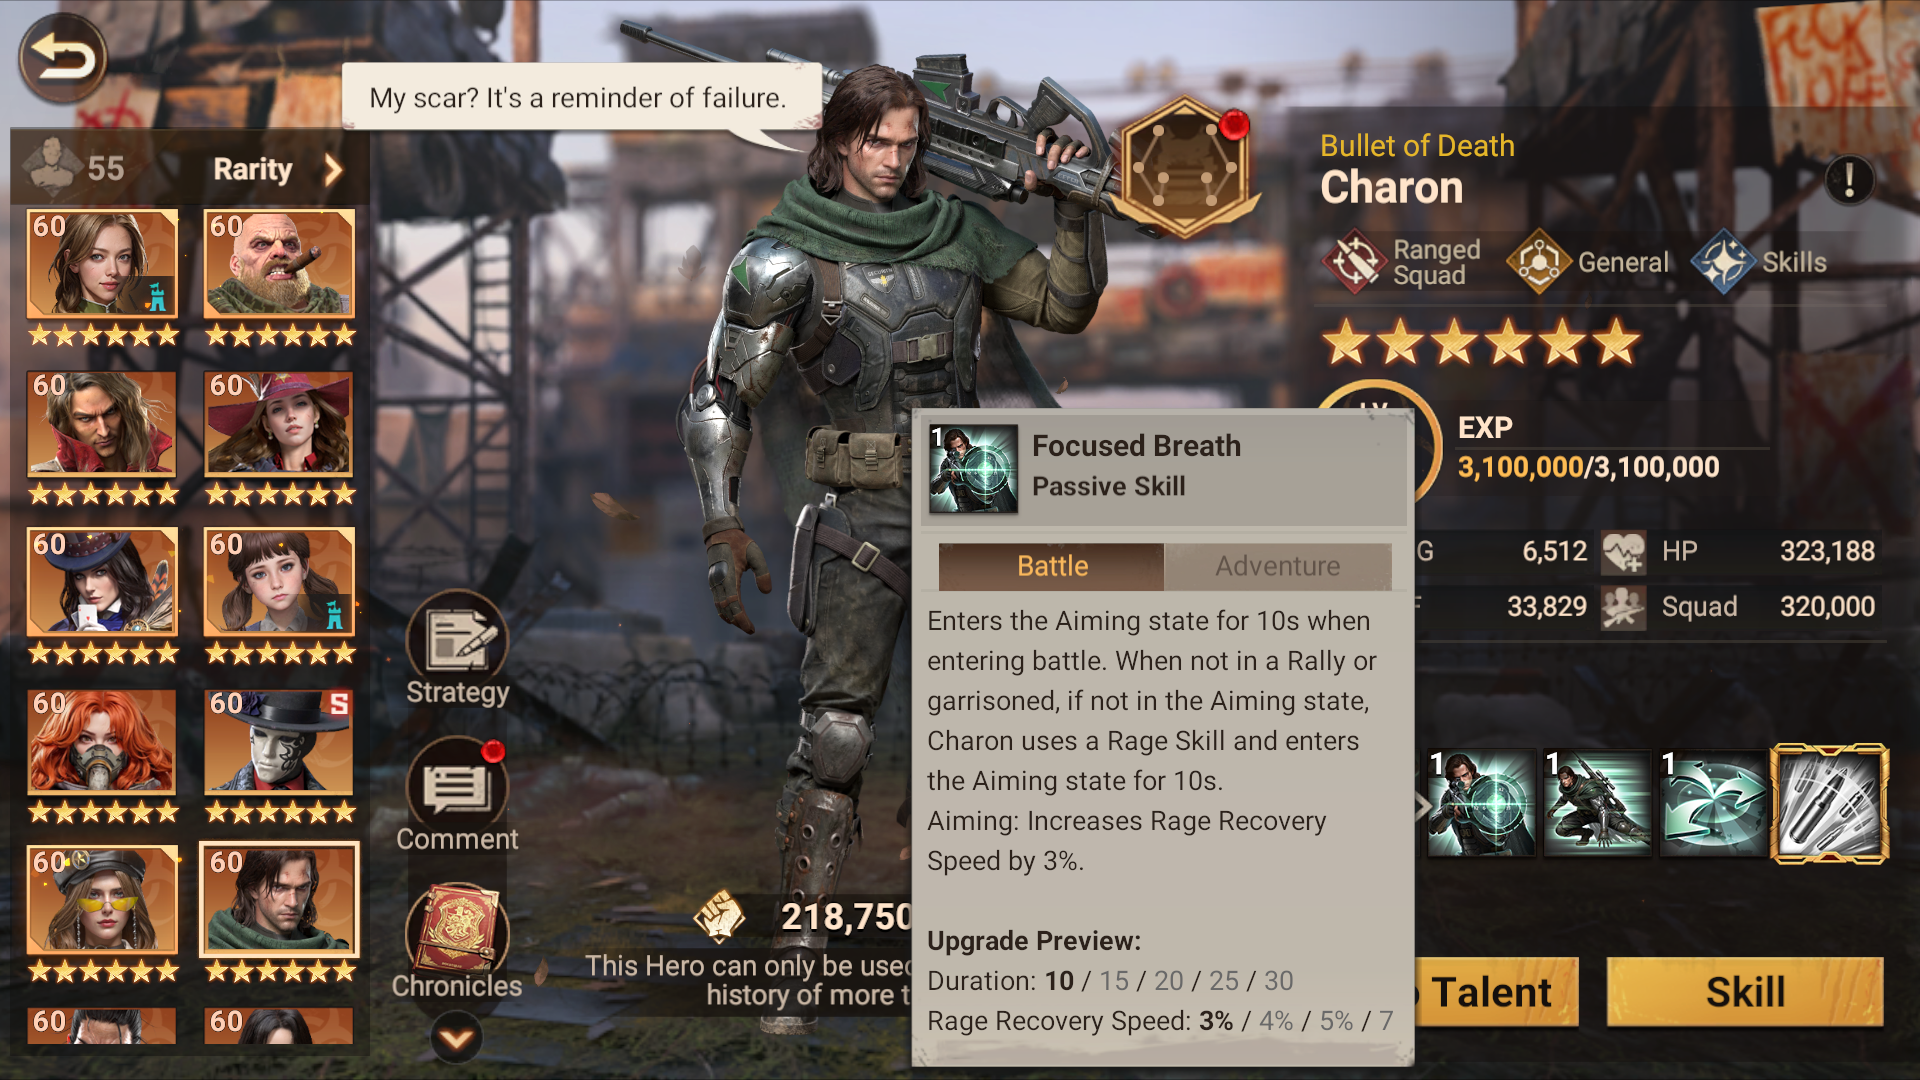 My scar? It's a reminder of failure.
55
Rarity
60
60
60
60
60
60
60
60
S
60
60
60
60
Strategy
Comment
Chronicles
218,750
This Hero can only be used
history of more t
Bullet of Death
Charon
!
Ranged
Squad
General
Skills
EXP
3,100,000/3,100,000
G
6,512
HP
323,188
33,829
Squad
320,000
1
Focused Breath
Passive Skill
Battle
Adventure
Enters the Aiming state for 10s when
entering battle. When not in a Rally or
garrisoned, if not in the Aiming state,
Charon uses a Rage Skill and enters
the Aiming state for 10s.
Aiming: Increases Rage Recovery
Speed by 3%.
Upgrade Preview:
Duration: 10 / 15 / 20 / 25 / 30
Rage Recovery Speed: 3% / 4% / 5% / 7
1
1
1
Talent
Skill